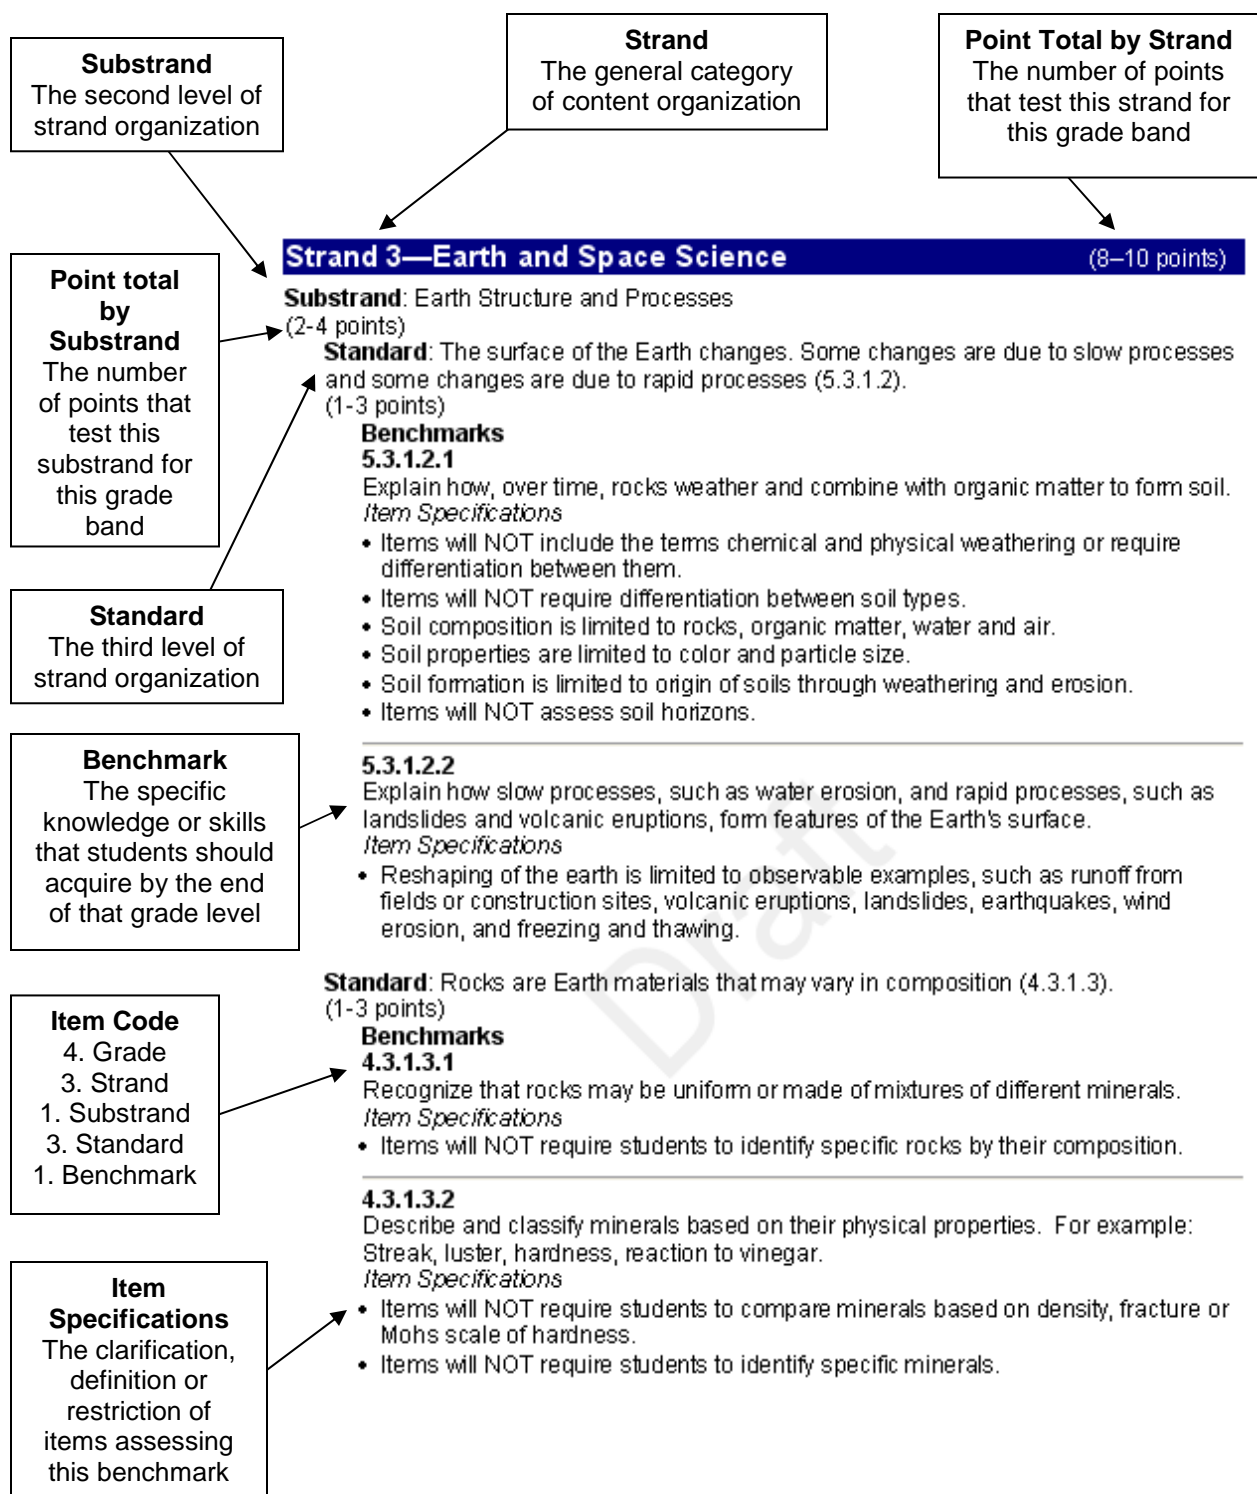 Substrand
The second level of
strand organization
Strand
The general category
of content organization
Point Total by Strand
The number of points
that test this strand for
this grade band
Point total
by
Substrand
The number
of points that
test this
substrand for
this grade
band
Standard
The third level of
strand organization
Benchmark
The specific
knowledge or skills
that students should
acquire by the end
of that grade level
Item Code
4. Grade
3. Strand
1. Substrand
3. Standard
1. Benchmark
Item
Specifications
The clarification,
definition or
restriction of
items assessing
this benchmark
Strand 3—Earth and Space Science (8–10 points)
Substrand: Earth Structure and Processes
(2-4 points)
Standard: The surface of the Earth changes. Some changes are due to slow processes
and some changes are due to rapid processes (5.3.1.2).
(1-3 points)
Benchmarks
5.3.1.2.1
Explain how, over time, rocks weather and combine with organic matter to form soil.
Item Specifications
• Items will NOT include the terms chemical and physical weathering or require
differentiation between them.
• Items will NOT require differentiation between soil types.
• Soil composition is limited to rocks, organic matter, water and air.
• Soil properties are limited to color and particle size.
• Soil formation is limited to origin of soils through weathering and erosion.
• Items will NOT assess soil horizons.
5.3.1.2.2
Explain how slow processes, such as water erosion, and rapid processes, such as
landslides and volcanic eruptions, form features of the Earth's surface.
Item Specifications
• Reshaping of the earth is limited to observable examples, such as runoff from
fields or construction sites, volcanic eruptions, landslides, earthquakes, wind
erosion, and freezing and thawing.
Standard: Rocks are Earth materials that may vary in composition (4.3.1.3).
(1-3 points)
Benchmarks
4.3.1.3.1
Recognize that rocks may be uniform or made of mixtures of different minerals.
Item Specifications
• Items will NOT require students to identify specific rocks by their composition.
4.3.1.3.2
Describe and classify minerals based on their physical properties.  For example:
Streak, luster, hardness, reaction to vinegar.
Item Specifications
• Items will NOT require students to compare minerals based on density, fracture or
Mohs scale of hardness.
• Items will NOT require students to identify specific minerals.
Draft